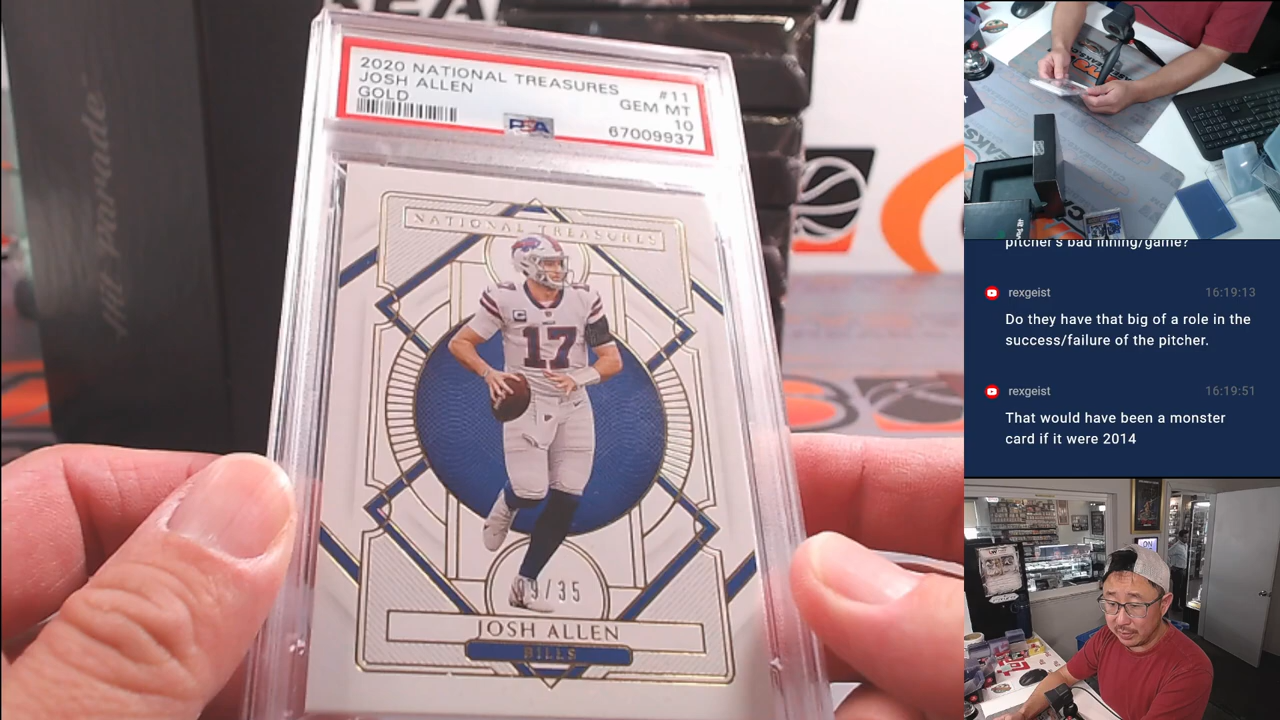 2020 NATIONAL TREASURES
JOSH ALLEN
GOLD
#11
GEM MT
10
67009937
PSA
NATIONAL TREASURES
17
09/35
JOSH ALLEN
BILLS
pitcher's bad inning/game?
rexgeist
16:19:13
Do they have that big of a role in the
success/failure of the pitcher.
rexgeist
16:19:51
That would have been a monster
card if it were 2014